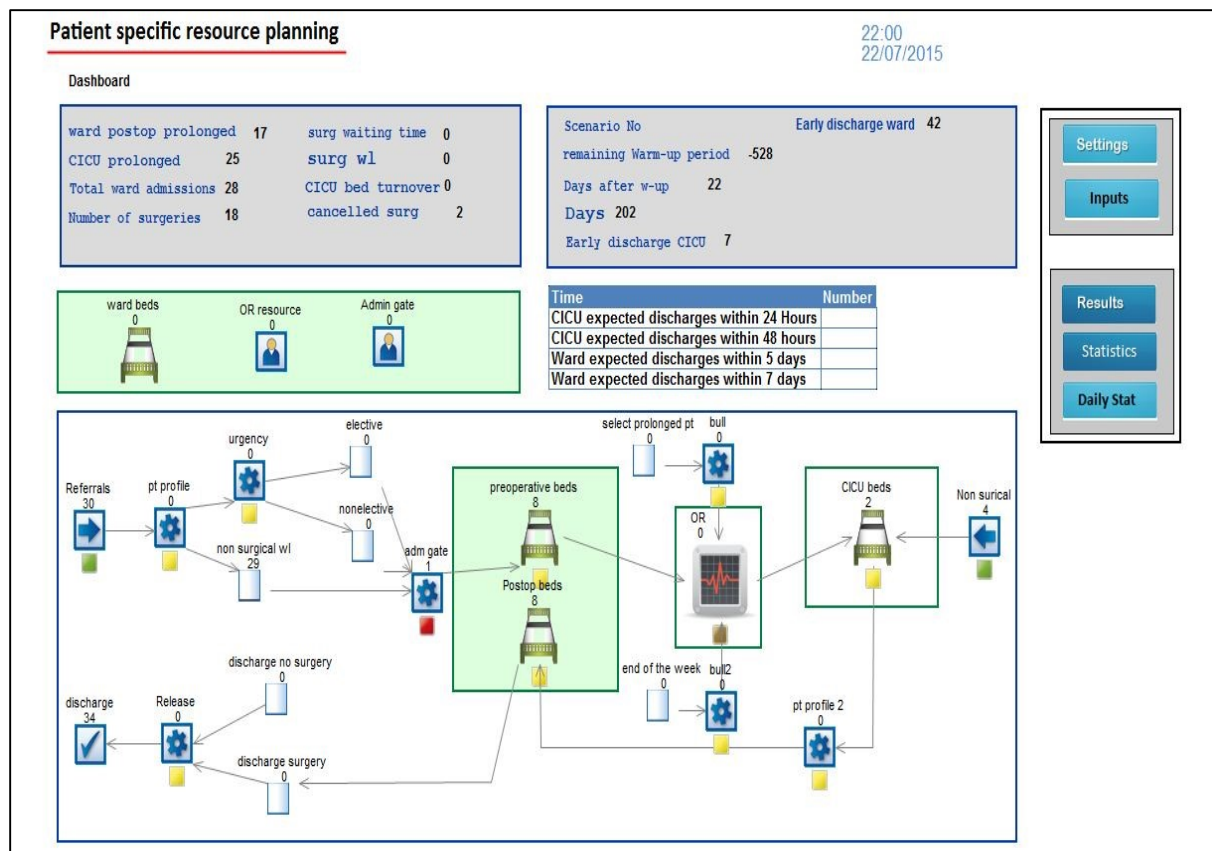 Patient specific resource planning
22:00
22/07/2015
Dashboard
ward postop prolonged 17
surg waiting time 0
CICU prolonged 25
surg wl 0
Total ward admissions 28
CICU bed turnover 0
Number of surgeries 18
cancelled surg 2
Scenario No
Early discharge ward 42
remaining Warm-up period -528
Days after w-up 22
Days 202
Early discharge CICU 7
Settings
Inputs
Results
Statistics
Daily Stat
ward beds
0
OR resource
0
Admin gate
0
Time Number
CICU expected discharges within 24 Hours
CICU expected discharges within 48 hours
Ward expected discharges within 5 days
Ward expected discharges within 7 days
Referrals
30
pt profile
0
urgency
0
elective
0
nonelective
0
non surgical wl
29
adm gate
1
preoperative beds
8
Postop beds
8
select prolonged pt
0
bull
0
OR
0
CICU beds
2
Non surical
4
end of the week
0
bull2
0
pt profile 2
0
discharge no surgery
0
discharge
34
Release
0
discharge surgery
0